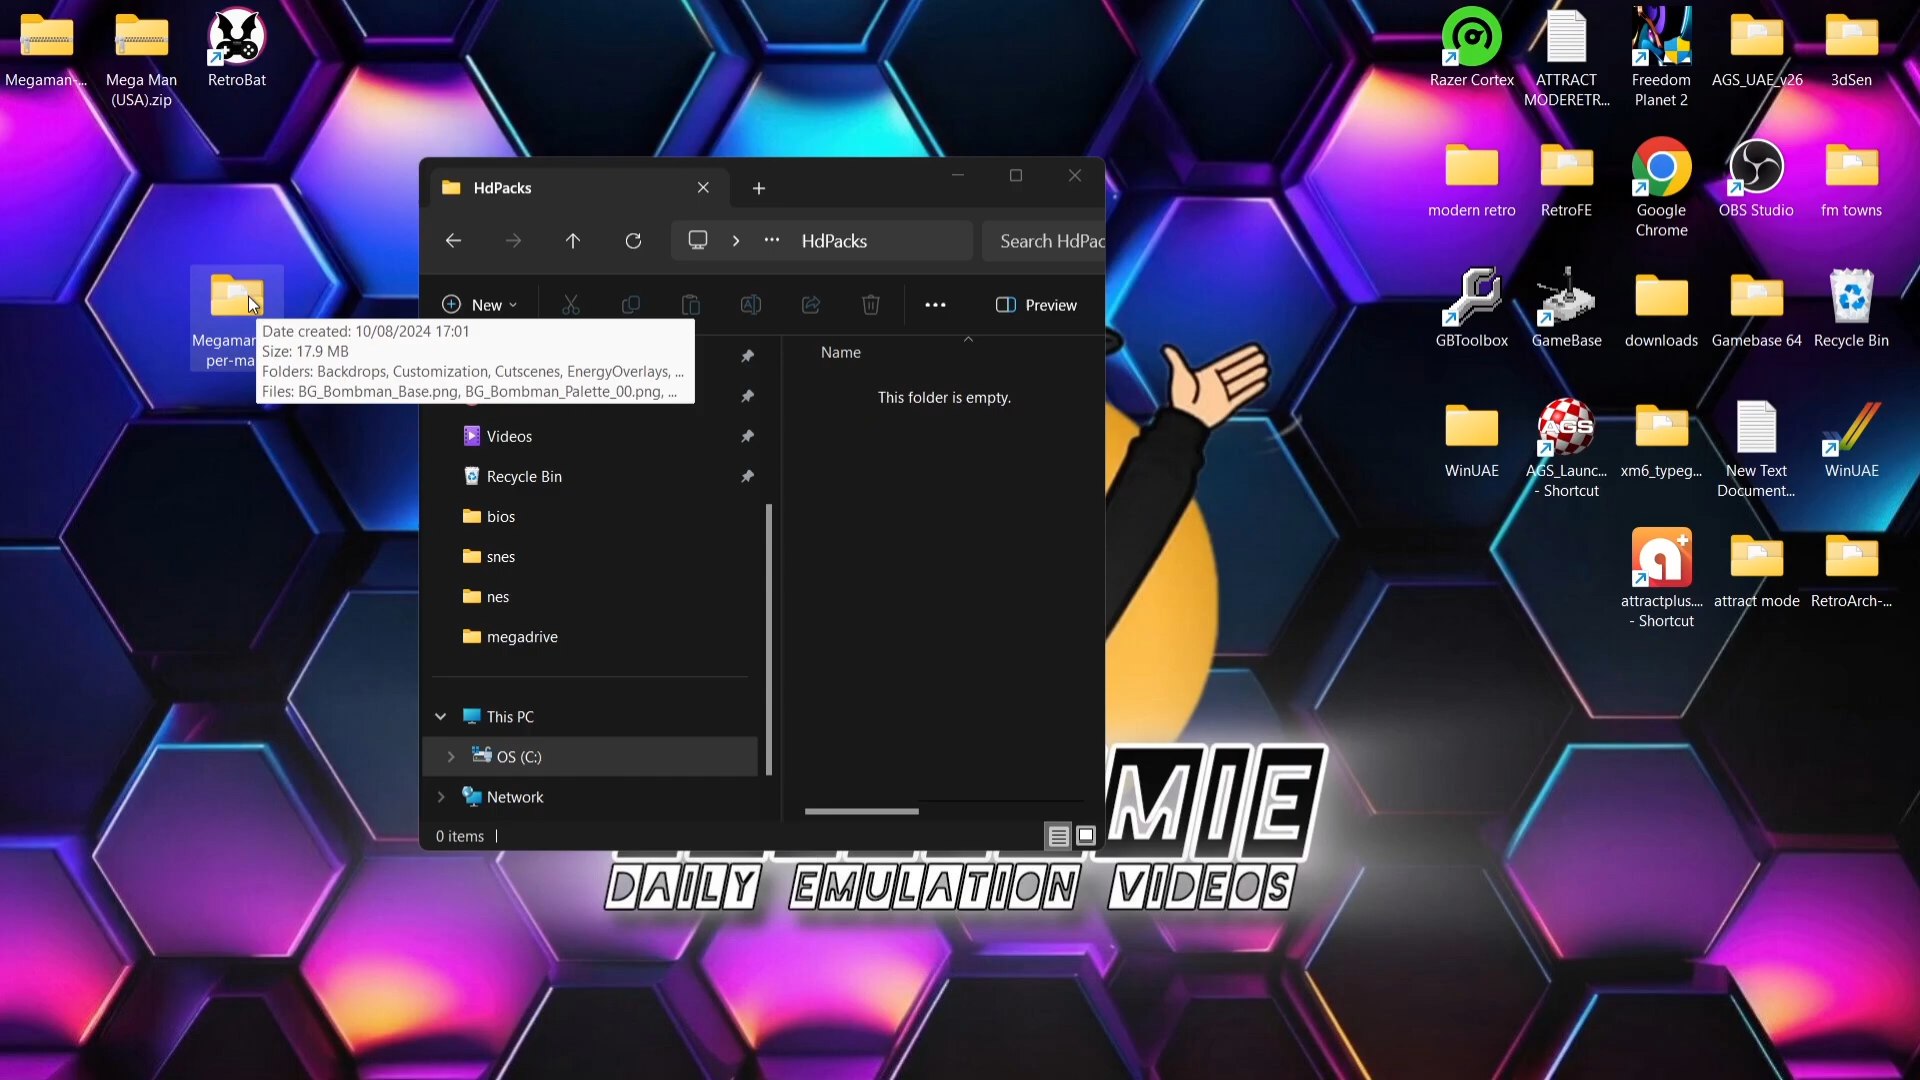 Megaman-...
Mega Man
(USA).zip
RetroBat
Razer Cortex
ATTRACT
MODERETR...
Freedom
Planet 2
AGS_UAE_v26
3dSen
modern retro
RetroFE
Google
Chrome
OBS Studio
fm towns
GBToolbox
GameBase
downloads
Gamebase 64
Recycle Bin
WinUAE
AGS
AGS_Launc...
- Shortcut
xm6_typeg...
New Text
Document...
WinUAE
attractplus....
- Shortcut
attract mode
RetroArch-...
HdPacks
HdPacks
Search HdPac
New
Preview
Megama
per-ma
Date created: 10/08/2024 17:01
Size: 17.9 MB
Folders: Backdrops, Customization, Cutscenes, EnergyOverlays, ...
Files: BG_Bombman_Base.png, BG_Bombman_Palette_00.png, ...
Name
This folder is empty.
Videos
Recycle Bin
bios
snes
nes
megadrive
This PC
OS (C:)
Network
0 items
MIE
DAILY EMULATION VIDEOS